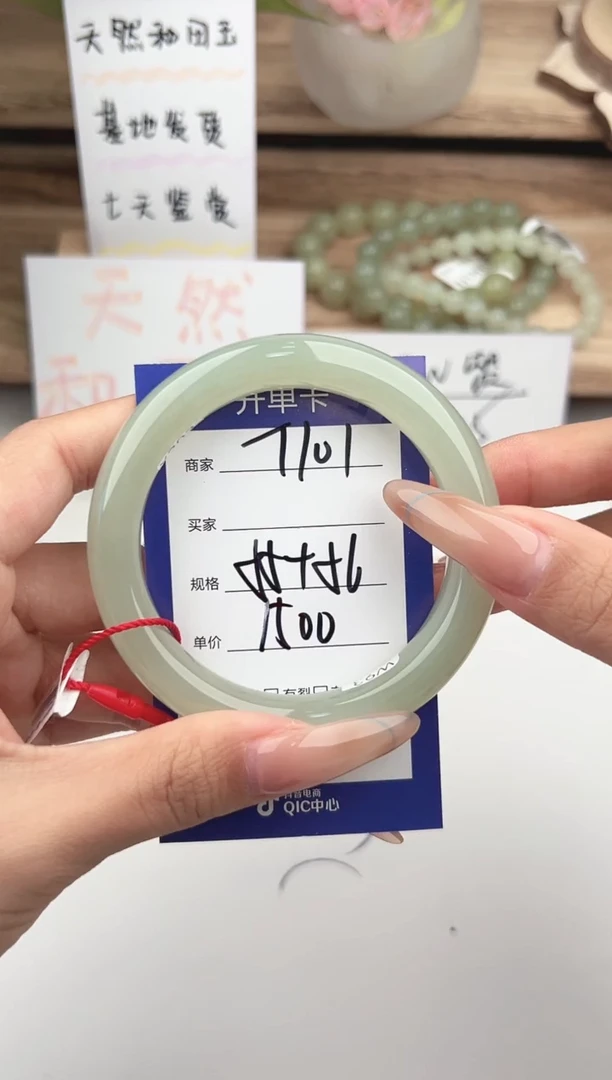 天然和田玉
基地发货
七天鉴赏
天然
和
开单卡
商家 7101
买家
规格
单价 1500
抖音电商
QIC中心